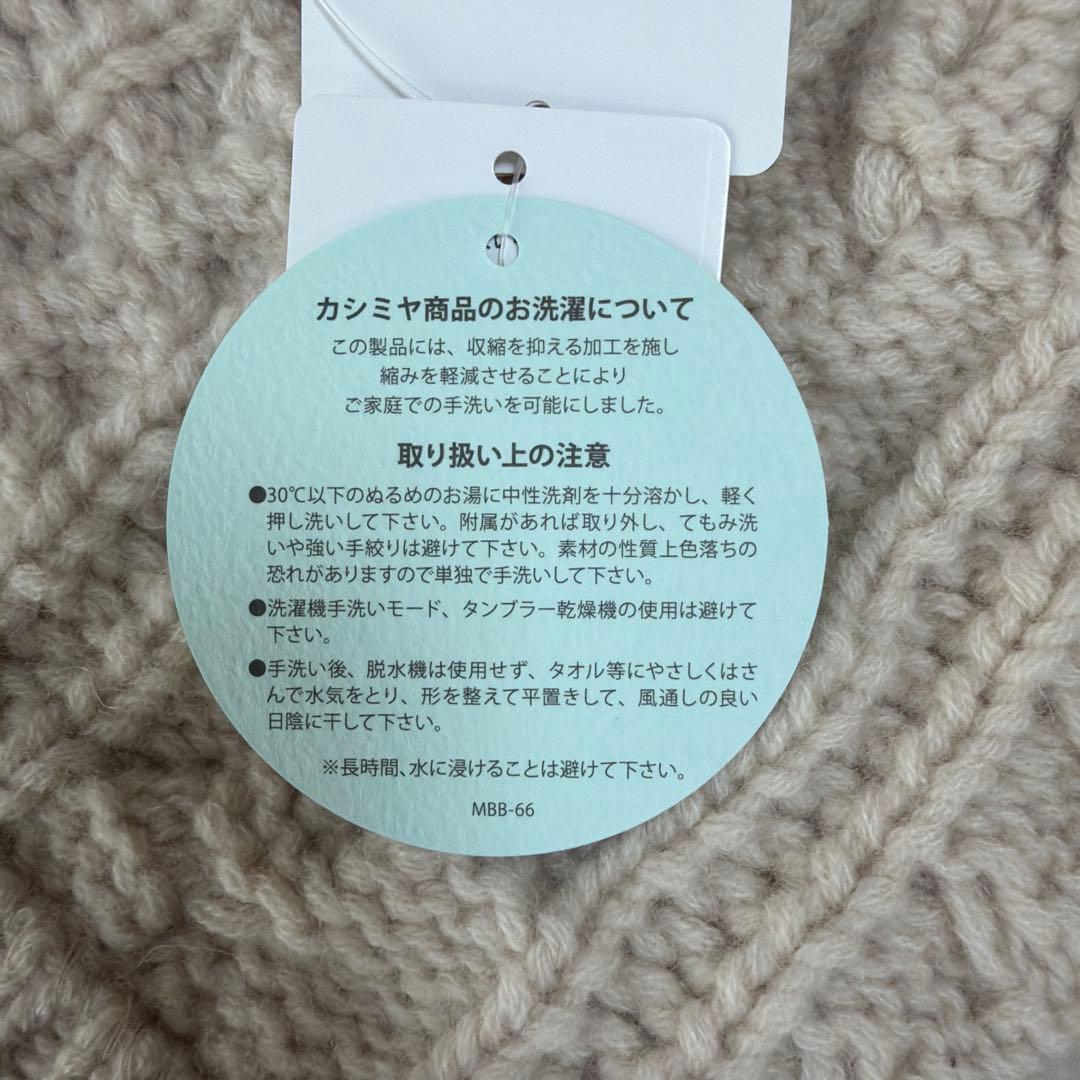 カシミヤ商品のお洗濯について
この製品には、収縮を抑える加工を施し
縮みを軽減させることにより
ご家庭での手洗いを可能にしました。
取り扱い上の注意
●30℃以下のぬるめのお湯に中性洗剤を十分溶かし、軽く
押し洗いして下さい。附属があれば取り外し、てもみ洗
いや強い手絞りは避けて下さい。素材の性質上色落ちの
恐れがありますので単独で手洗いして下さい。
●洗濯機手洗いモード、タンブラー乾燥機の使用は避けて
下さい。
●手洗い後、脱水機は使用せず、タオル等にやさしくはさ
んで水気をとり、形を整えて平置きして、風通しの良い
日陰に干して下さい。
※長時間、水に浸けることは避けて下さい。
MBB-66